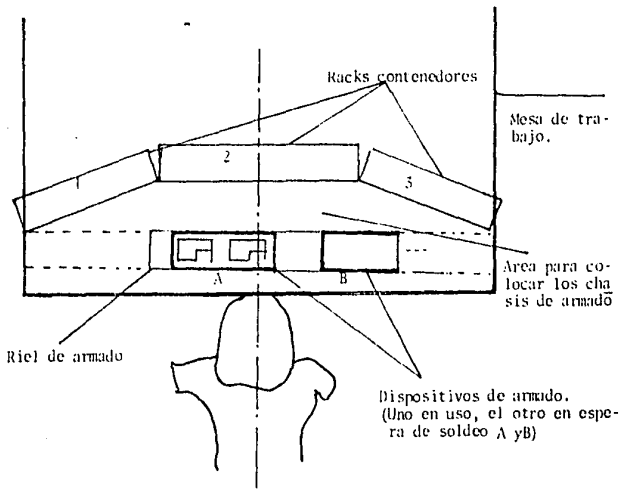 Racks contenedores
Mesa de tra-
bajo.
2
1
3
A
B
Area para co-
locar los cha
sis de armado
Riel de armado
Dispositivos de armado.
(Uno en uso, el otro en espe-
ra de soldeo A yB)